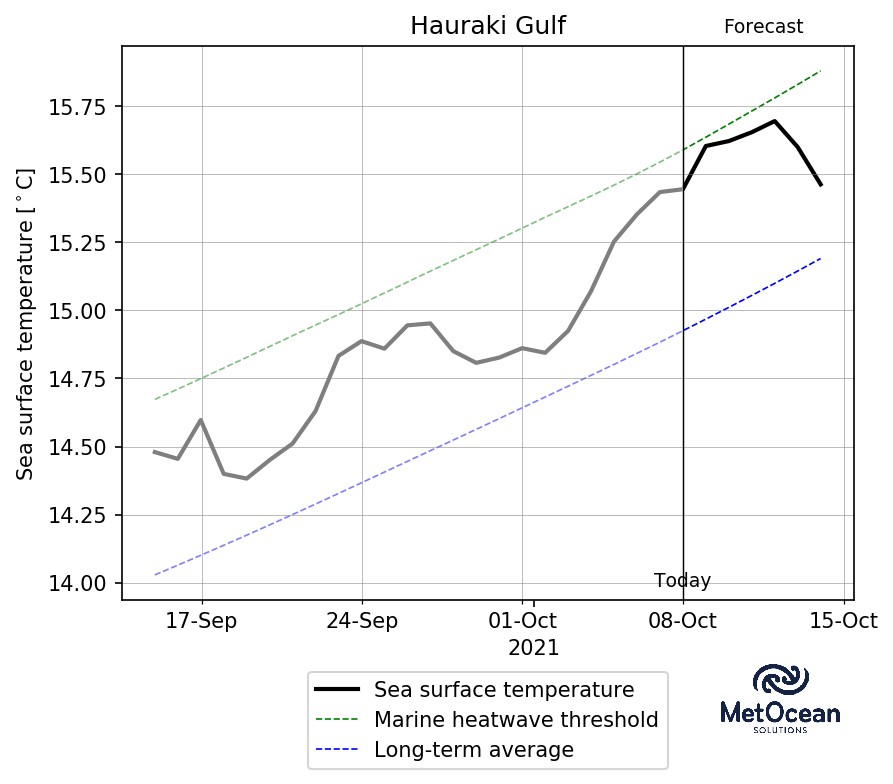 Hauraki Gulf
Forecast
Sea surface temperature [°C]
15.75
15.50
15.25
15.00
14.75
14.50
14.25
14.00
Today
17-Sep 24-Sep 01-Oct 08-Oct 15-Oct
2021
Sea surface temperature
Marine heatwave threshold
Long-term average
MetOcean
SOLUTIONS